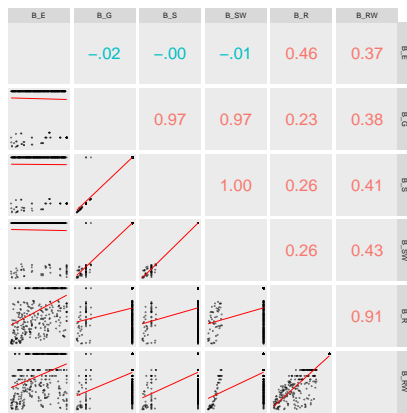 B_E B_G B_S B_SW B_R B_RW
−.02 −.00 −.01 0.46 0.37 B_E
0.97 0.97 0.23 0.38 B_G
1.00 0.26 0.41 B_S
0.26 0.43 B_SW
0.91 B_R
B_RW